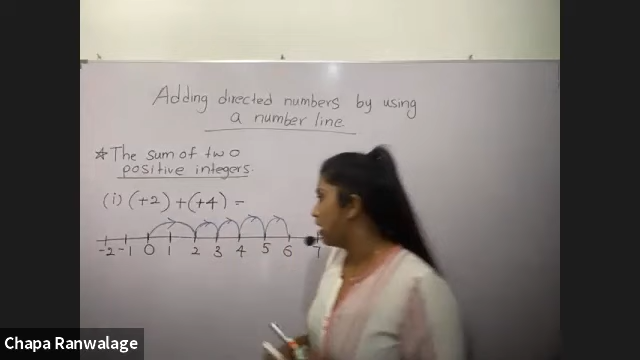 Adding directed numbers by using
a number line
☆ The sum of two
positive integers.
(i) (+2) + (+4) =
-2 -1 0 1 2 3 4 5 6 7
Chapa Ranwalage